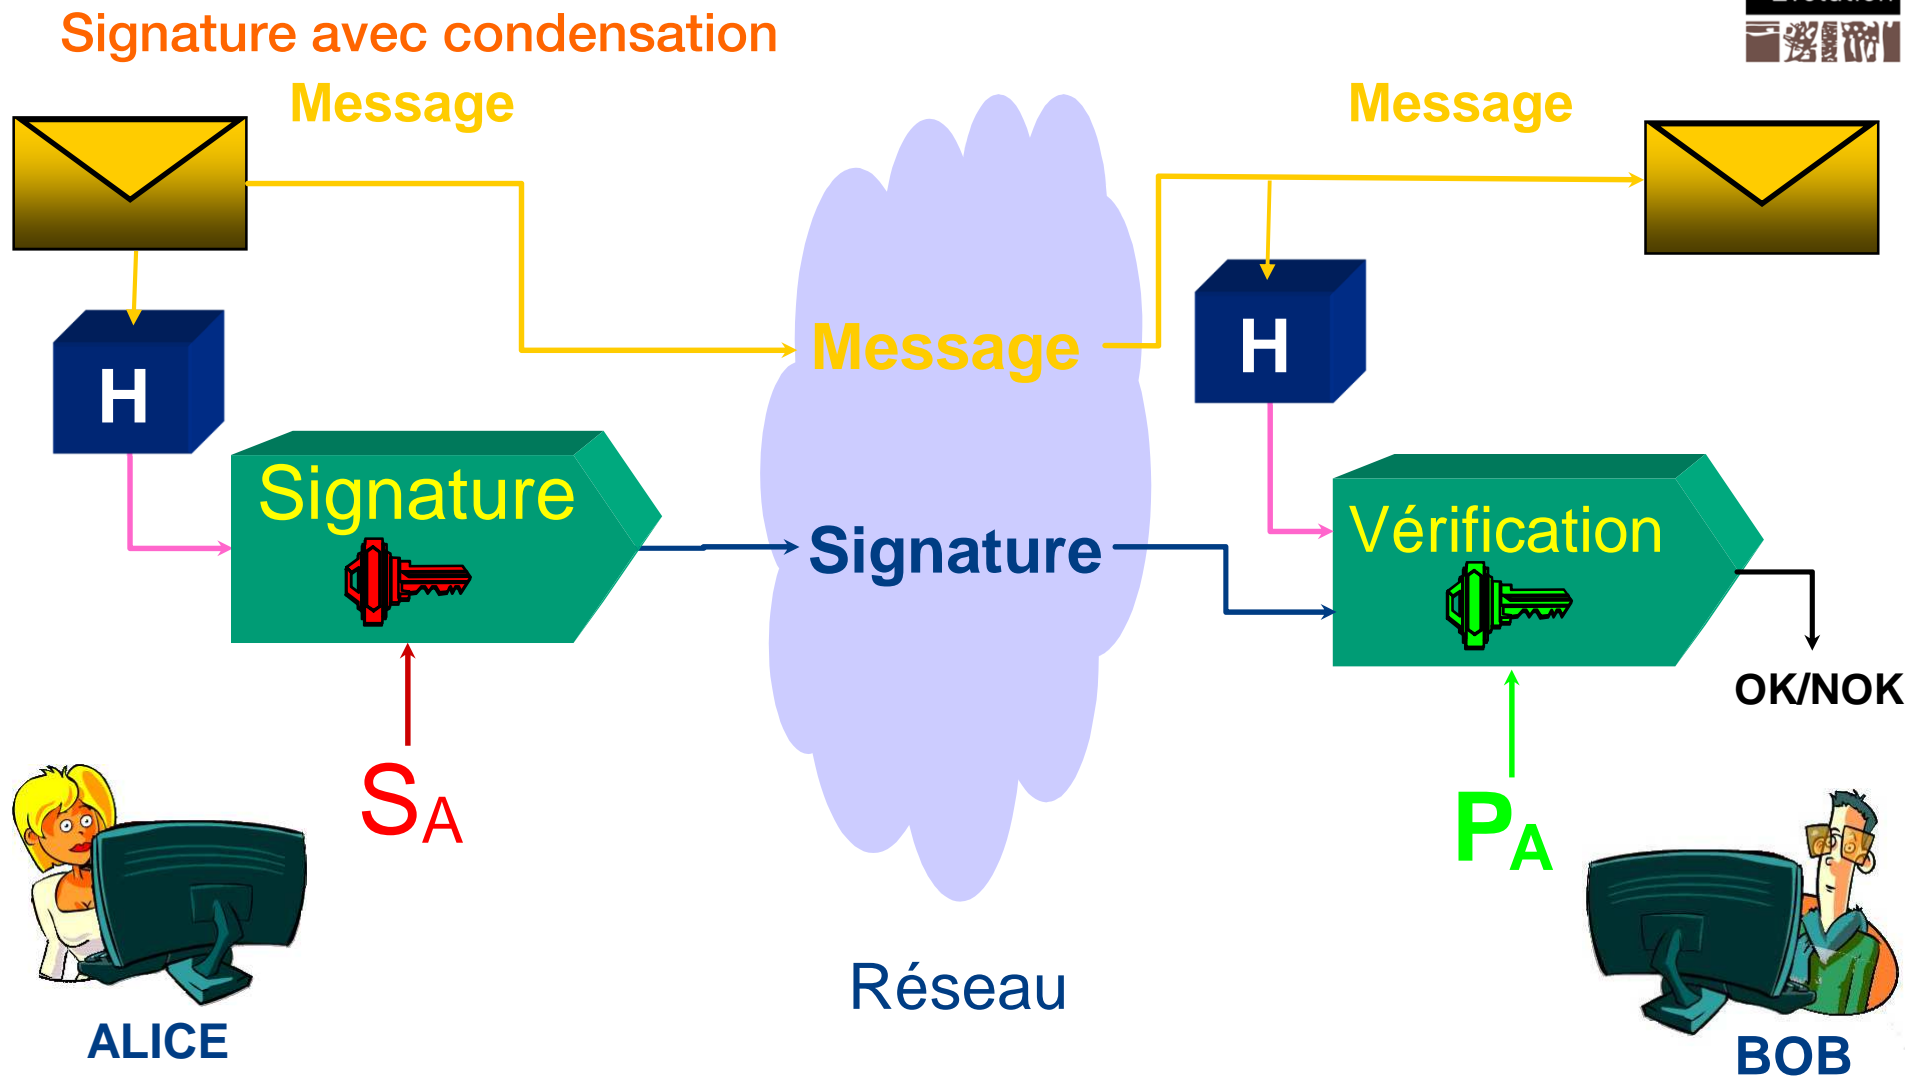 Signature avec condensation
Message
Message
H
H
Message
Signature
Signature
Vérification
OK/NOK
SA
PA
Réseau
ALICE
BOB